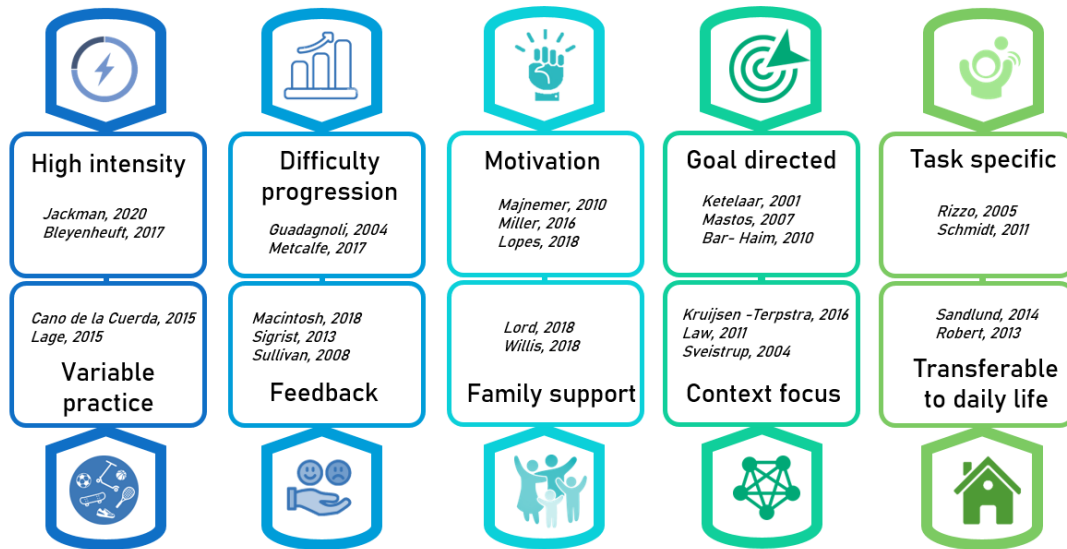 High intensity
Jackman, 2020
Bleyenheuft, 2017
Difficulty
progression
Guadagnoli, 2004
Metcalfe, 2017
Motivation
Majnemer, 2010
Miller, 2016
Lopes, 2018
Goal directed
Ketelaar, 2001
Mastos, 2007
Bar- Haim, 2010
Task specific
Rizzo, 2005
Schmidt, 2011
Cano de la Cuerda, 2015
Lage, 2015
Variable
practice
Macintosh, 2018
Sigrist, 2013
Sullivan, 2008
Feedback
Lord, 2018
Willis, 2018
Family support
Kruijsen -Terpstra, 2016
Law, 2011
Sveistrup, 2004
Context focus
Sandlund, 2014
Robert, 2013
Transferable
to daily life